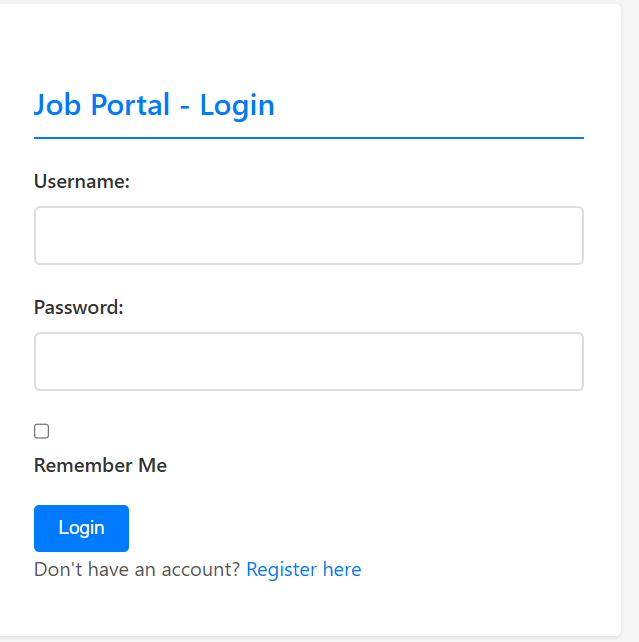 Job Portal - Login
Username:
Password:
Remember Me
Login
Don't have an account? Register here